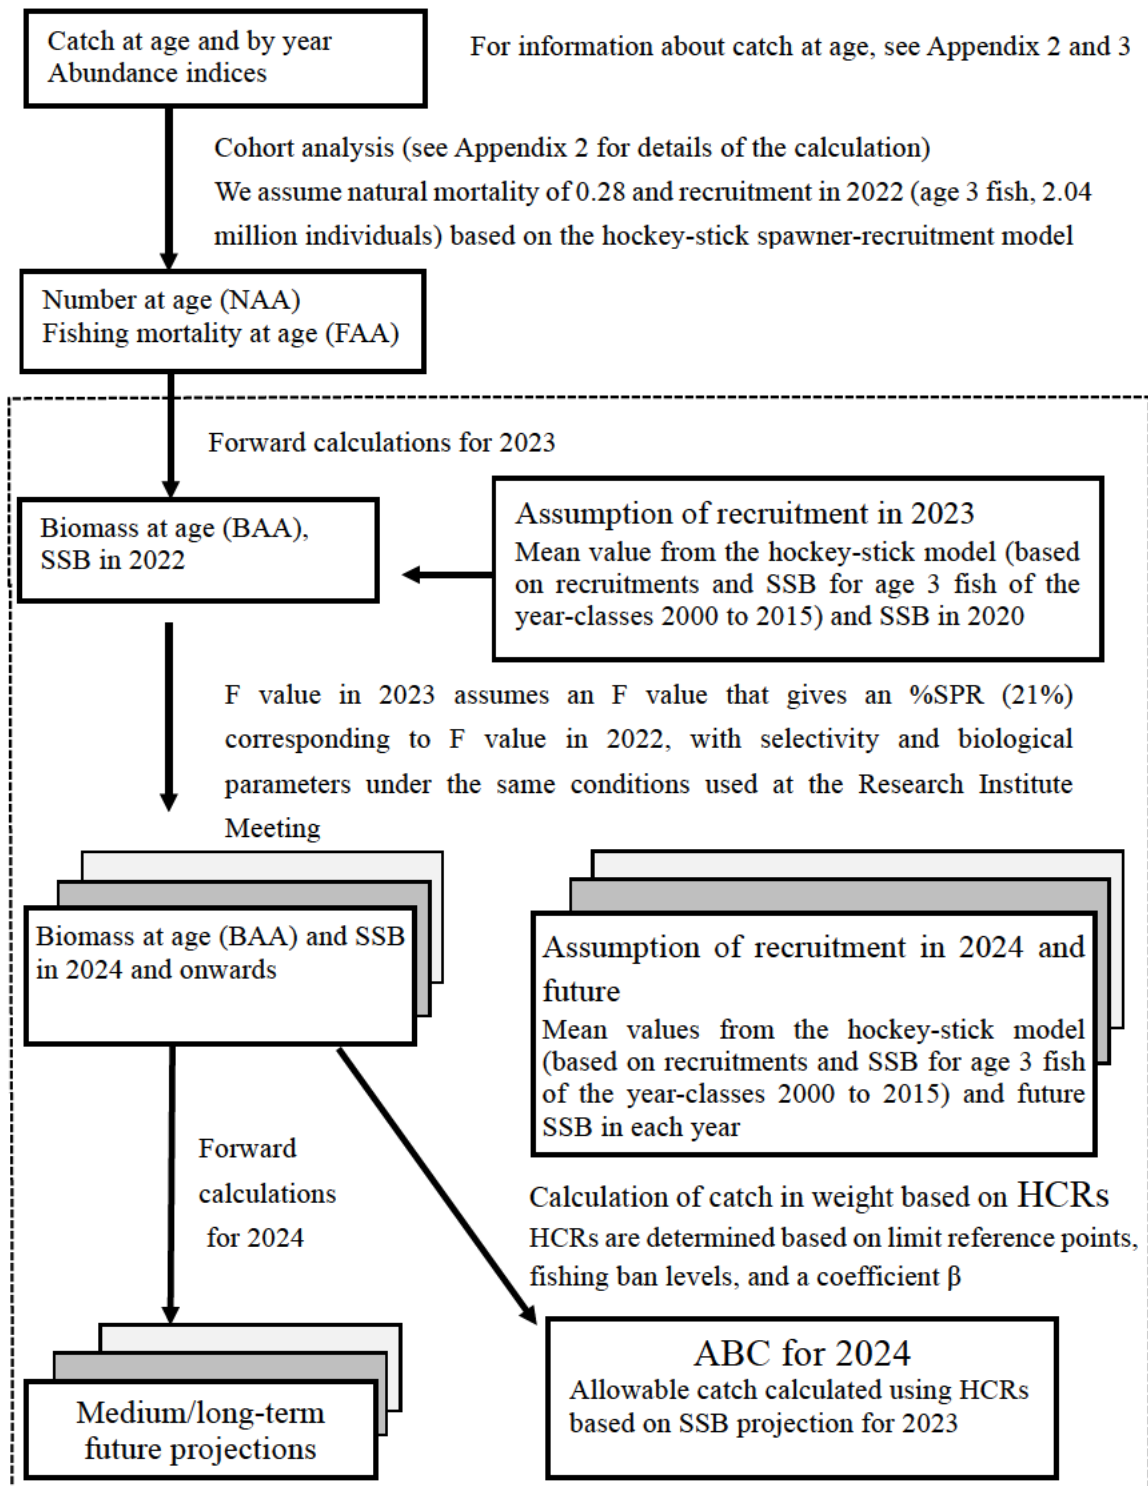 Catch at age and by year
Abundance indices
For information about catch at age, see Appendix 2 and 3
Cohort analysis (see Appendix 2 for details of the calculation)
We assume natural mortality of 0.28 and recruitment in 2022 (age 3 fish, 2.04
million individuals) based on the hockey-stick spawner-recruitment model
Number at age (NAA)
Fishing mortality at age (FAA)
Forward calculations for 2023
Biomass at age (BAA),
SSB in 2022
Assumption of recruitment in 2023
Mean value from the hockey-stick model (based
on recruitments and SSB for age 3 fish of the
year-classes 2000 to 2015) and SSB in 2020
F value in 2023 assumes an F value that gives an %SPR (21%)
corresponding to F value in 2022, with selectivity and biological
parameters under the same conditions used at the Research Institute
Meeting
Biomass at age (BAA) and SSB
in 2024 and onwards
Assumption of recruitment in 2024 and
future
Mean values from the hockey-stick model
(based on recruitments and SSB for age 3 fish
of the year-classes 2000 to 2015) and future
SSB in each year
Forward
calculations
for 2024
Calculation of catch in weight based on HCRs
HCRs are determined based on limit reference points,
fishing ban levels, and a coefficient β
ABC for 2024
Allowable catch calculated using HCRs
based on SSB projection for 2023
Medium/long-term
future projections